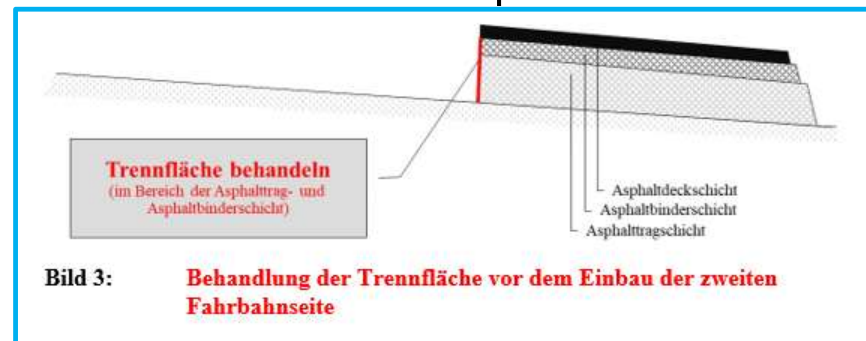 Trennfläche behandeln
(im Bereich der Asphalttrag- und
Asphaltbinderschicht)
Asphaltdeckschicht
Asphaltbinderschicht
Asphalttragschicht
Bild 3: Behandlung der Trennfläche vor dem Einbau der zweiten
Fahrbahnseite